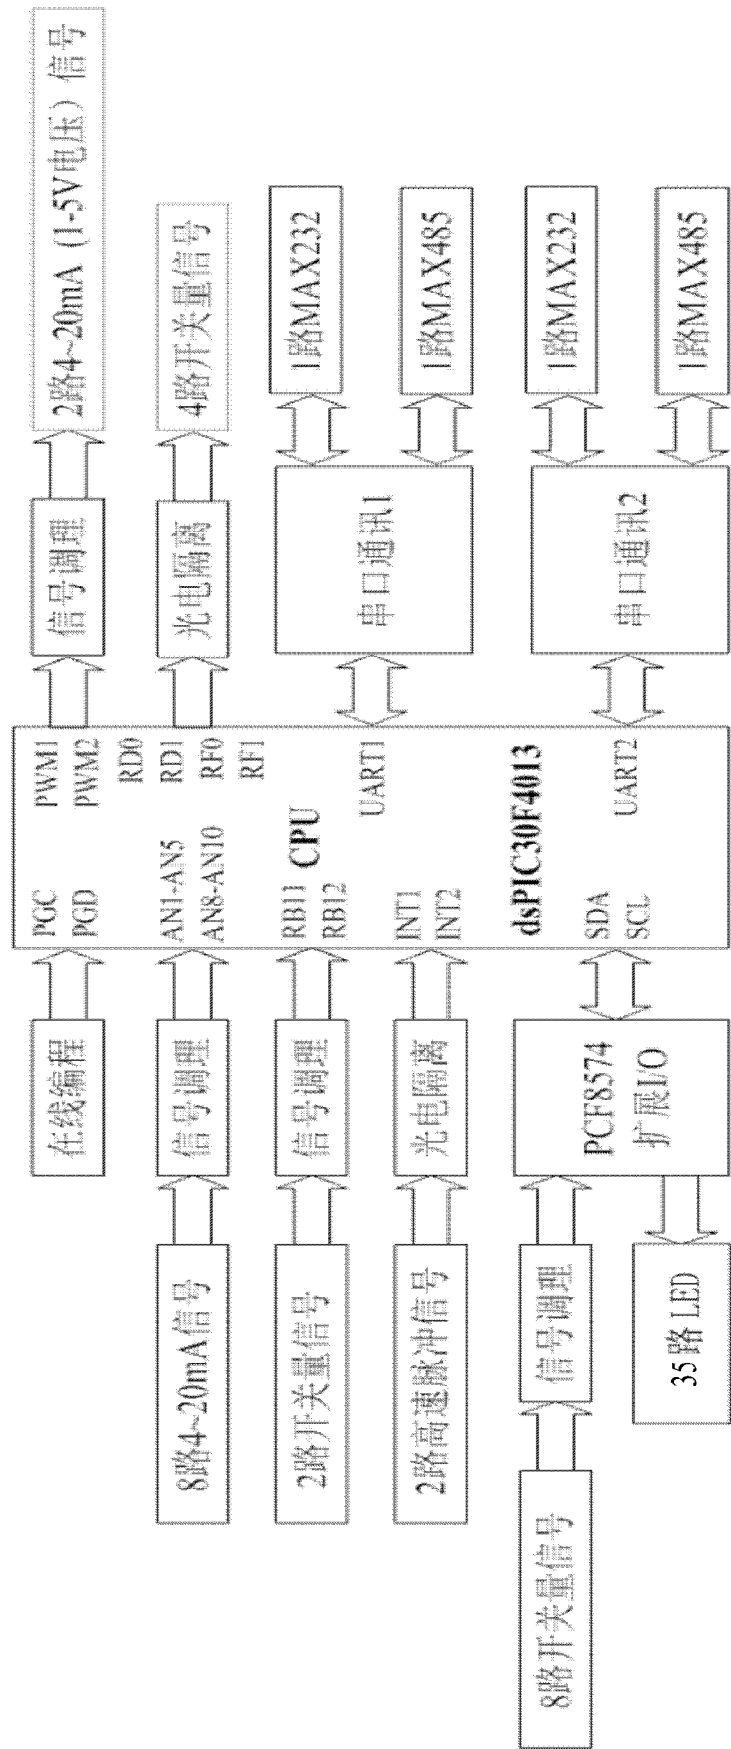 在线编程
8路4~20mA信号
信号调理
2路开关量信号
信号调理
2路高速脉冲信号
光电隔离
8路开关量信号
信号调理
PCF8574
扩展I/O
35路 LED
PGC
PGD
AN1-AN5
AN8-AN10
RB11
RB12
INT1
INT2
SDA
SCL
CPU
dsPIC30F4013
PWM1
PWM2
RD0
RD1
RF0
RF1
UART1
UART2
信号调理
2路4~20mA（1-5V电压）信号
光电隔离
4路开关量信号
串口通讯1
1路MAX232
1路MAX485
串口通讯2
1路MAX232
1路MAX485